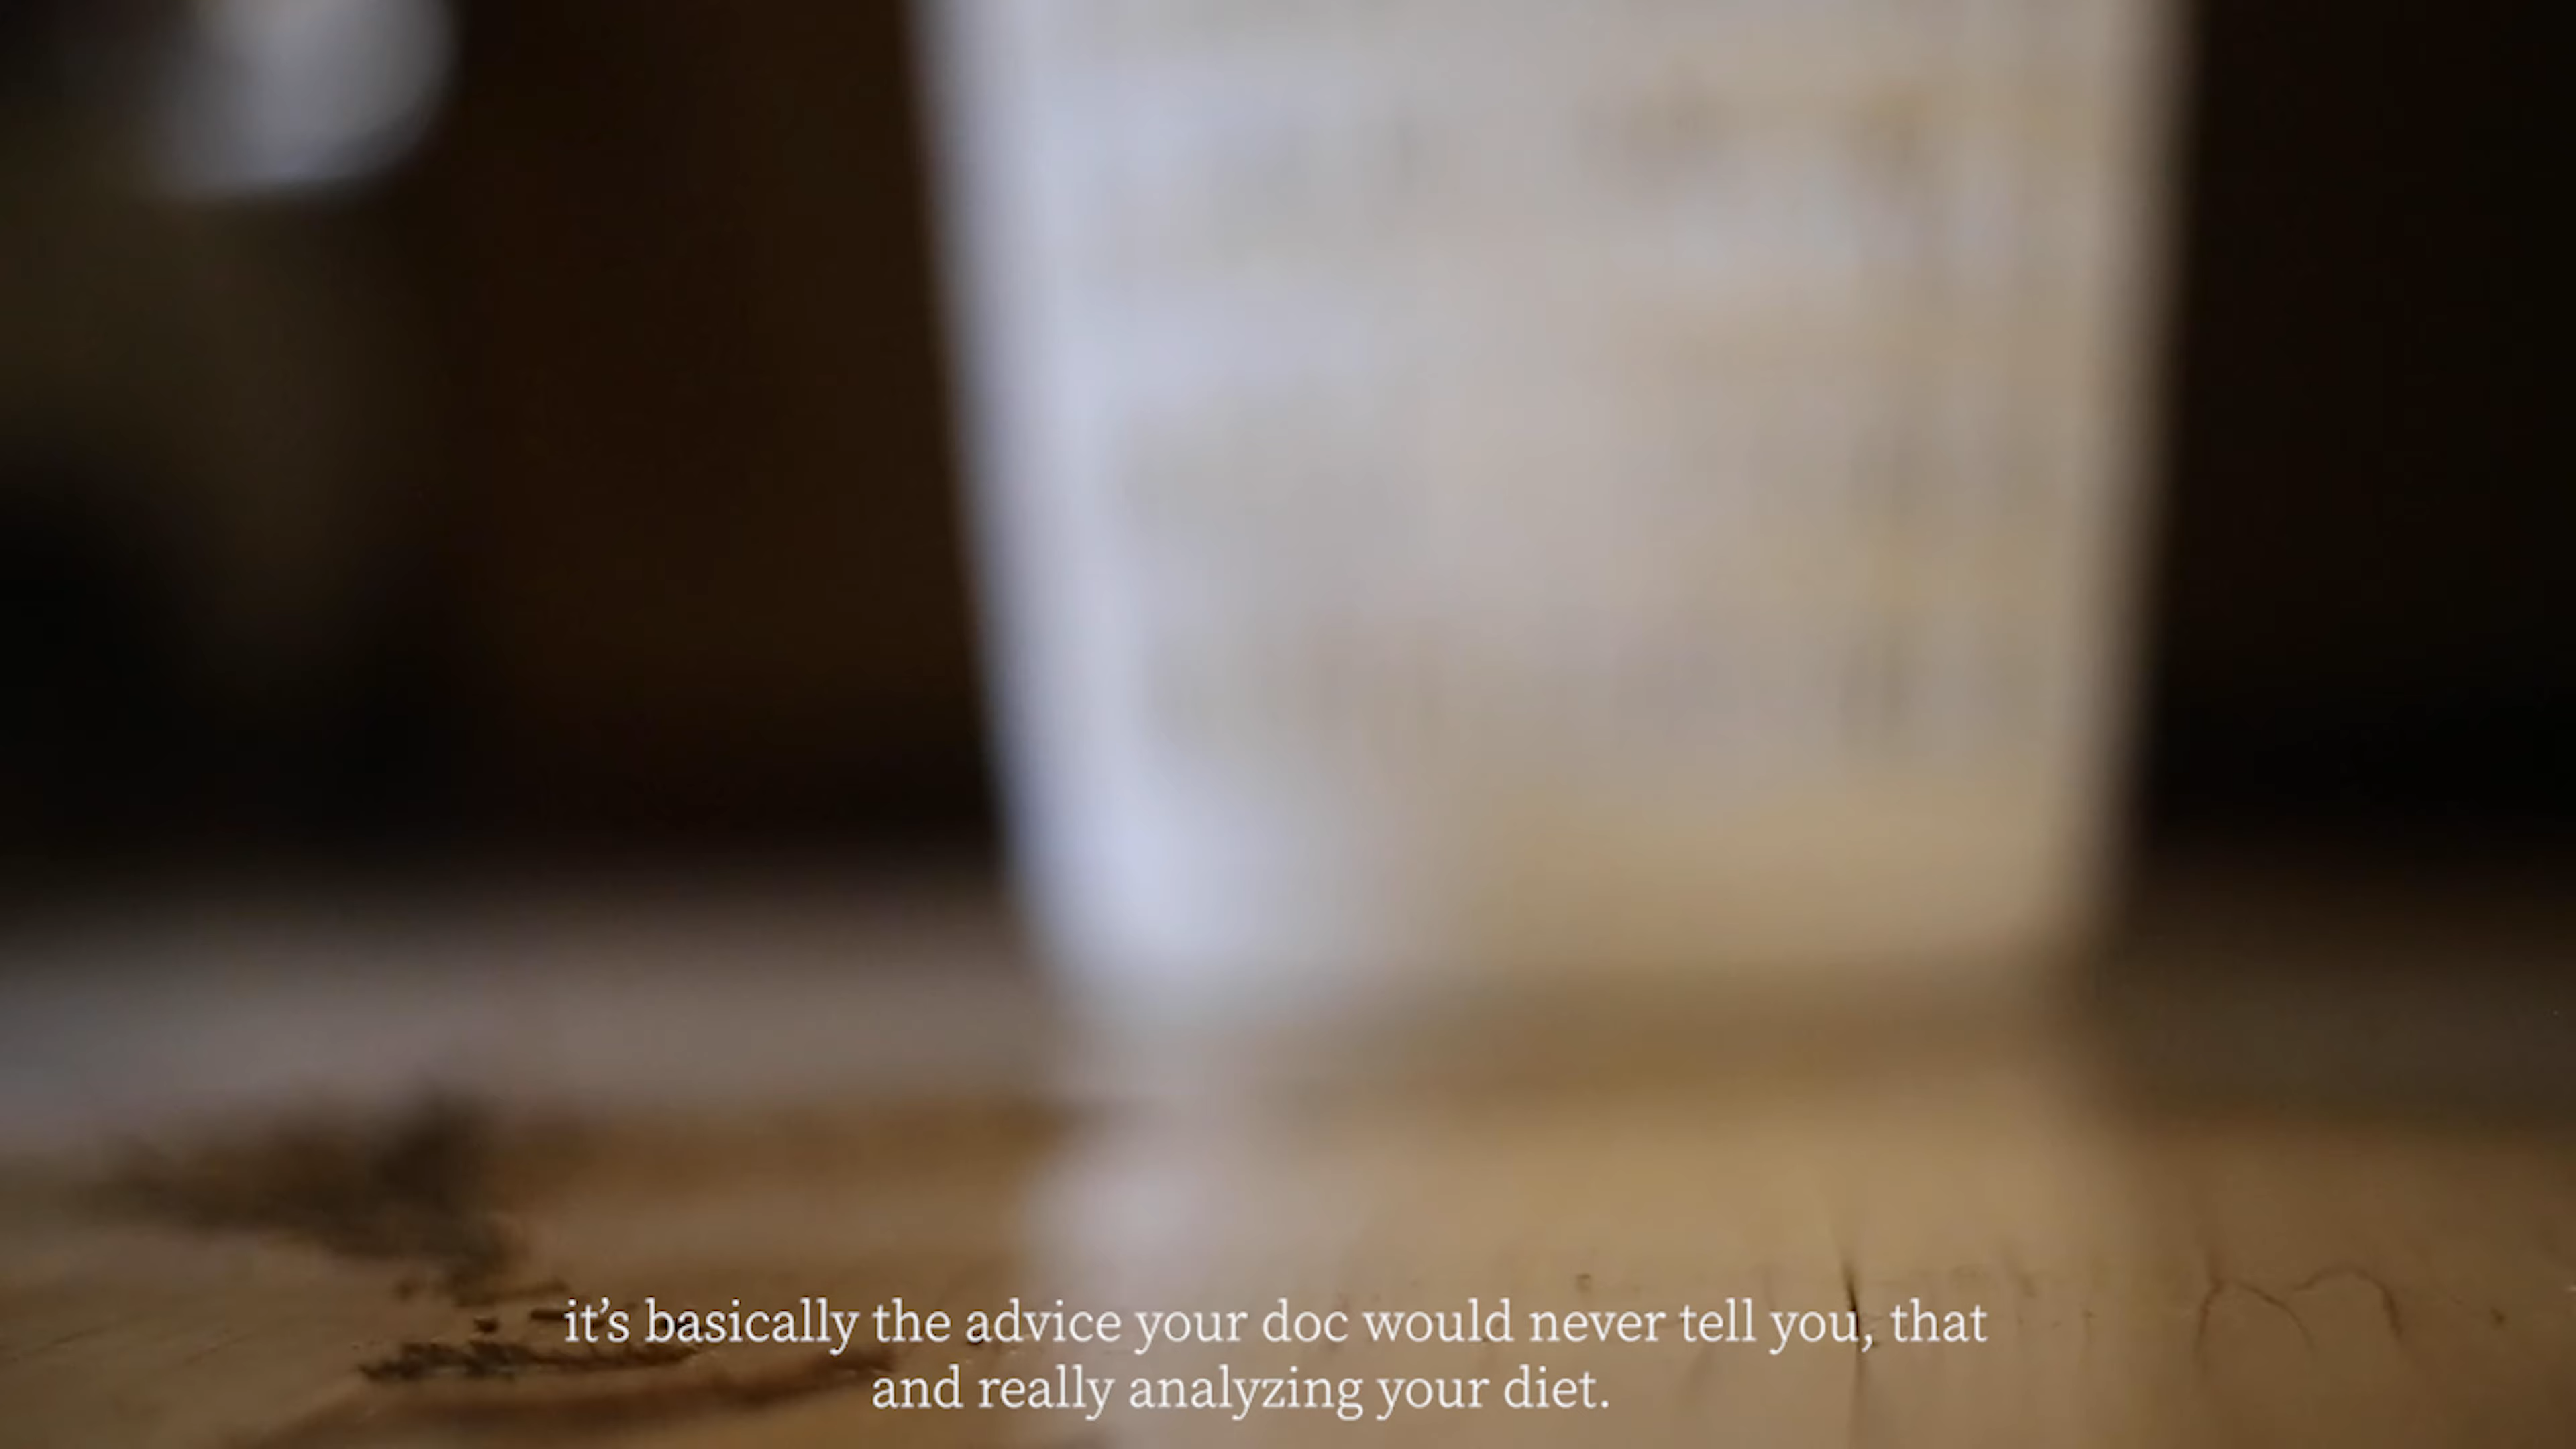 it’s basically the advice your doc would never tell you, that
and really analyzing your diet.